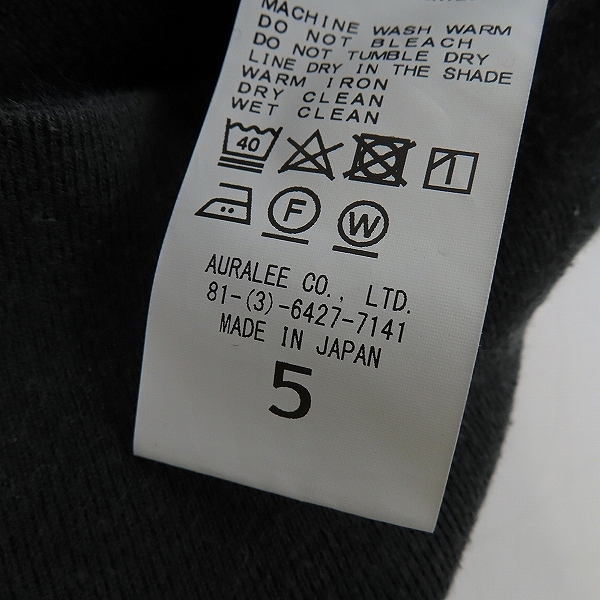 MACHINE WASH WARM
DO NOT BLEACH
DO NOT TUMBLE DRY
LINE DRY IN THE SHADE
WARM IRON
DRY CLEAN
WET CLEAN
40
F
W
AURALEE CO., LTD.
81-(3)-6427-7141
MADE IN JAPAN
5